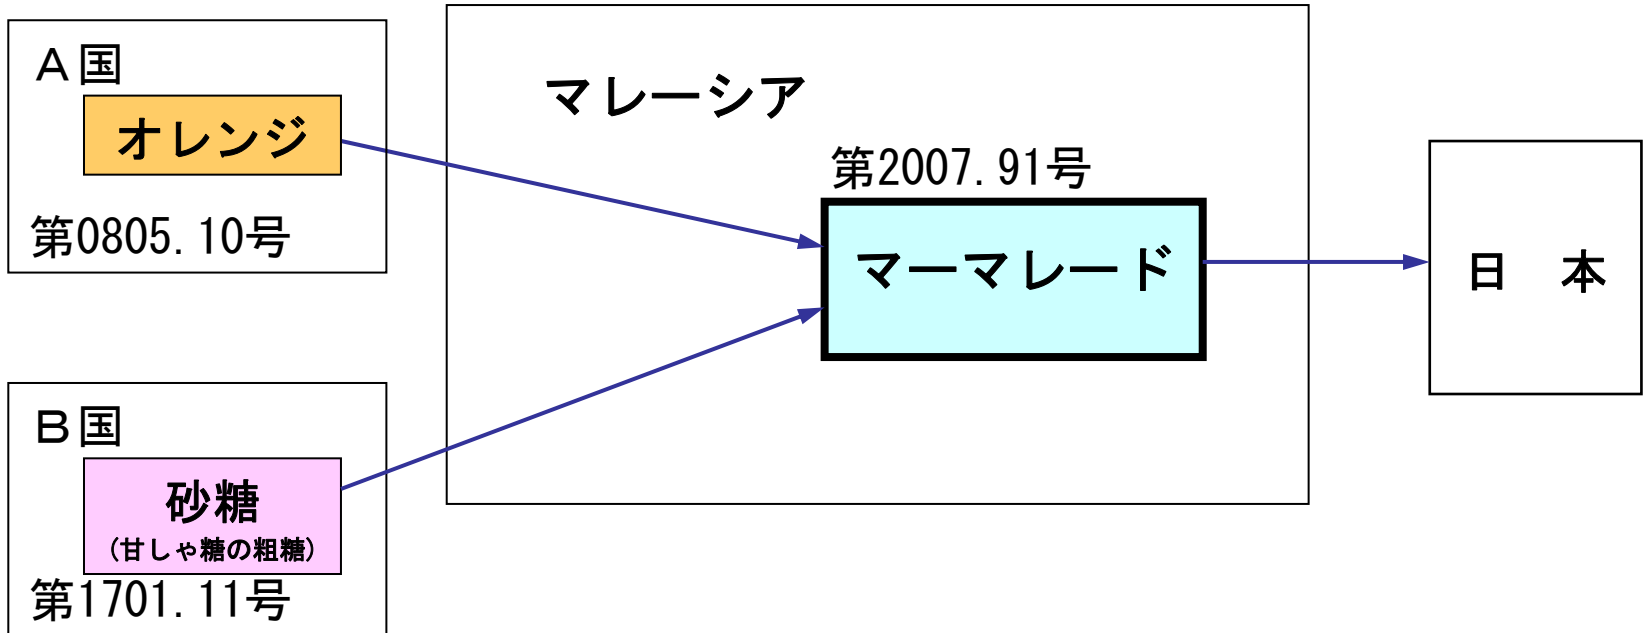 A国
オレンジ
第0805.10号
B国
砂糖
(甘しゃ糖の粗糖)
第1701.11号
マレーシア
第2007.91号
マーマレード
日 本